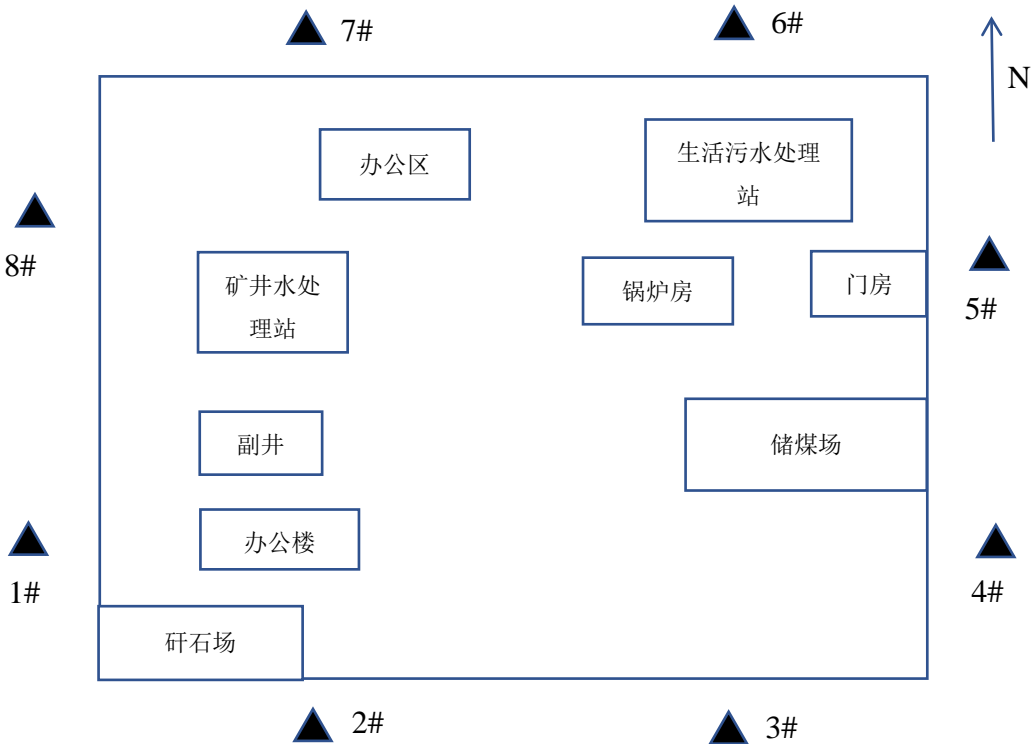 7#
6#
N
办公区
生活污水处理
站
8#
矿井水处
理站
锅炉房
门房
5#
副井
储煤场
办公楼
1#
4#
矸石场
2#
3#